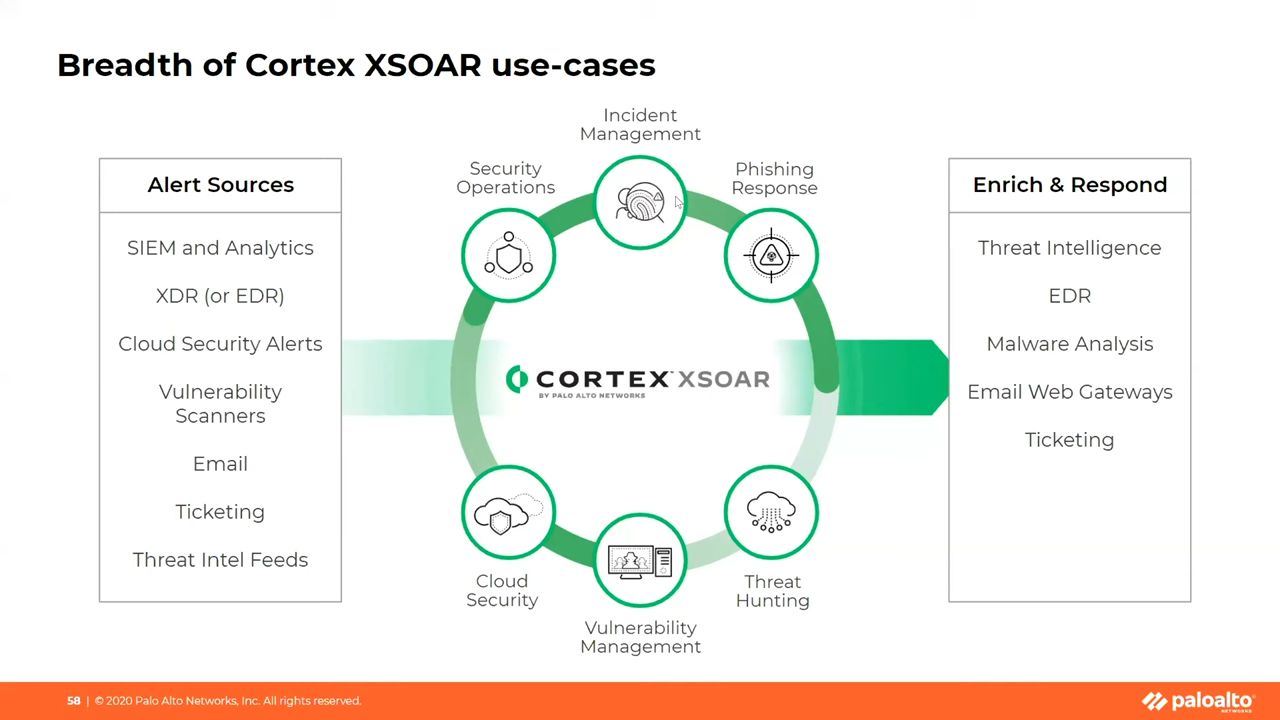 Breadth of Cortex XSOAR use-cases
Alert Sources
SIEM and Analytics
XDR (or EDR)
Cloud Security Alerts
Vulnerability
Scanners
Email
Ticketing
Threat Intel Feeds
Incident
Management
Security
Operations
Phishing
Response
CORTEX™ XSOAR
BY PALO ALTO NETWORKS
Cloud
Security
Vulnerability
Management
Threat
Hunting
Enrich & Respond
Threat Intelligence
EDR
Malware Analysis
Email Web Gateways
Ticketing
58 | © 2020 Palo Alto Networks, Inc. All rights reserved.
paloalto®
NETWORKS